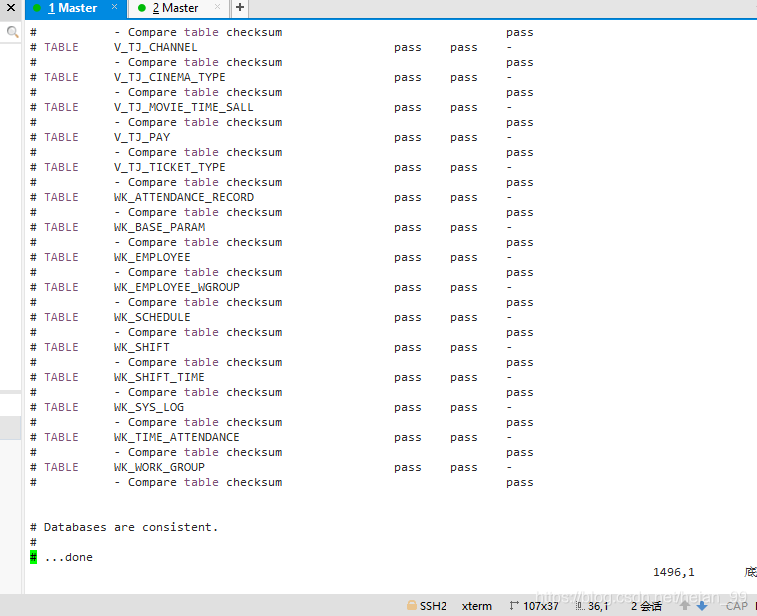 1 Master × 2 Master × +
# - Compare table checksum pass
# TABLE V_TJ_CHANNEL pass pass -
# - Compare table checksum pass
# TABLE V_TJ_CINEMA_TYPE pass pass -
# - Compare table checksum pass
# TABLE V_TJ_MOVIE_TIME_SALL pass pass -
# - Compare table checksum pass
# TABLE V_TJ_PAY pass pass -
# - Compare table checksum pass
# TABLE V_TJ_TICKET_TYPE pass pass -
# - Compare table checksum pass
# TABLE WK_ATTENDANCE_RECORD pass pass -
# - Compare table checksum pass
# TABLE WK_BASE_PARAM pass pass -
# - Compare table checksum pass
# TABLE WK_EMPLOYEE pass pass -
# - Compare table checksum pass
# TABLE WK_EMPLOYEE_WGROUP pass pass -
# - Compare table checksum pass
# TABLE WK_SCHEDULE pass pass -
# - Compare table checksum pass
# TABLE WK_SHIFT pass pass -
# - Compare table checksum pass
# TABLE WK_SHIFT_TIME pass pass -
# - Compare table checksum pass
# TABLE WK_SYS_LOG pass pass -
# - Compare table checksum pass
# TABLE WK_TIME_ATTENDANCE pass pass -
# - Compare table checksum pass
# TABLE WK_WORK_GROUP pass pass -
# - Compare table checksum pass
# Databases are consistent.
#
# ...done
1496,1 底
SSH2 xterm 107x37 36,1 2 会话 CAP